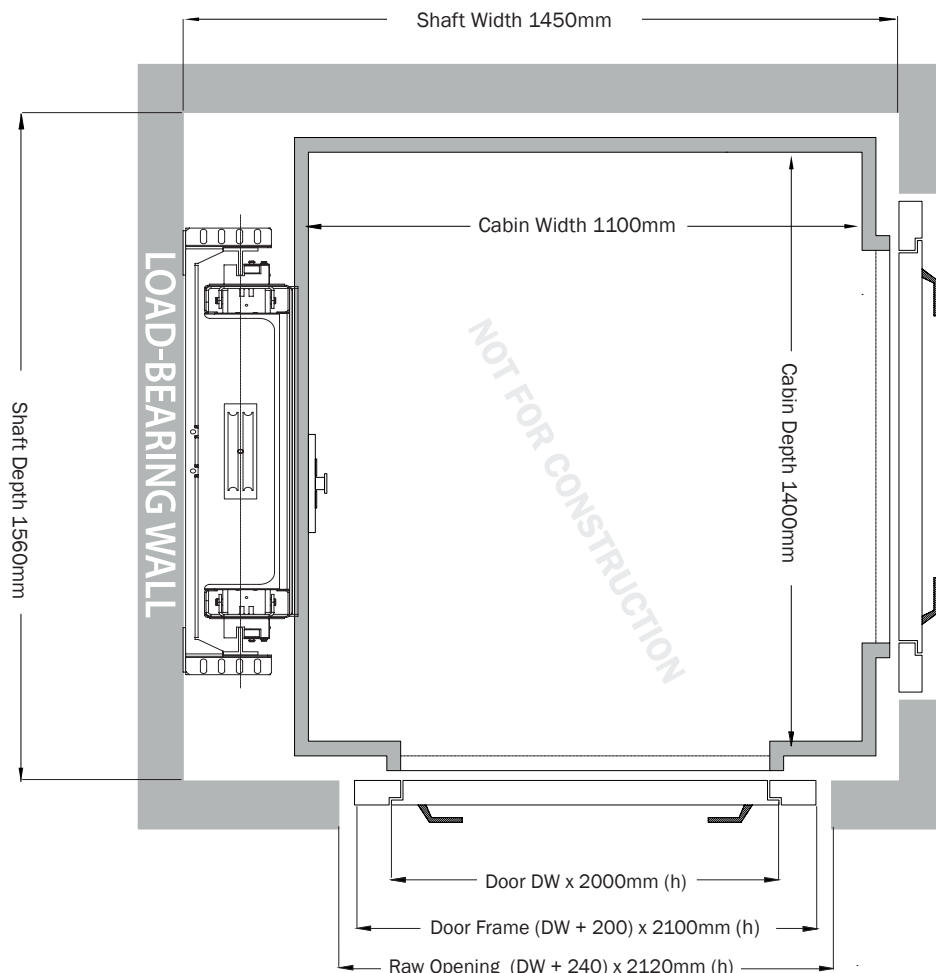 Shaft Width 1450mm
Cabin Width 1100mm
LOAD-BEARING WALL
NOT FOR CONSTRUCTION
Cabin Depth 1400mm
Shaft Depth 1560mm
Door DW x 2000mm (h)
Door Frame (DW + 200) x 2100mm (h)
Raw Opening (DW + 240) x 2120mm (h)